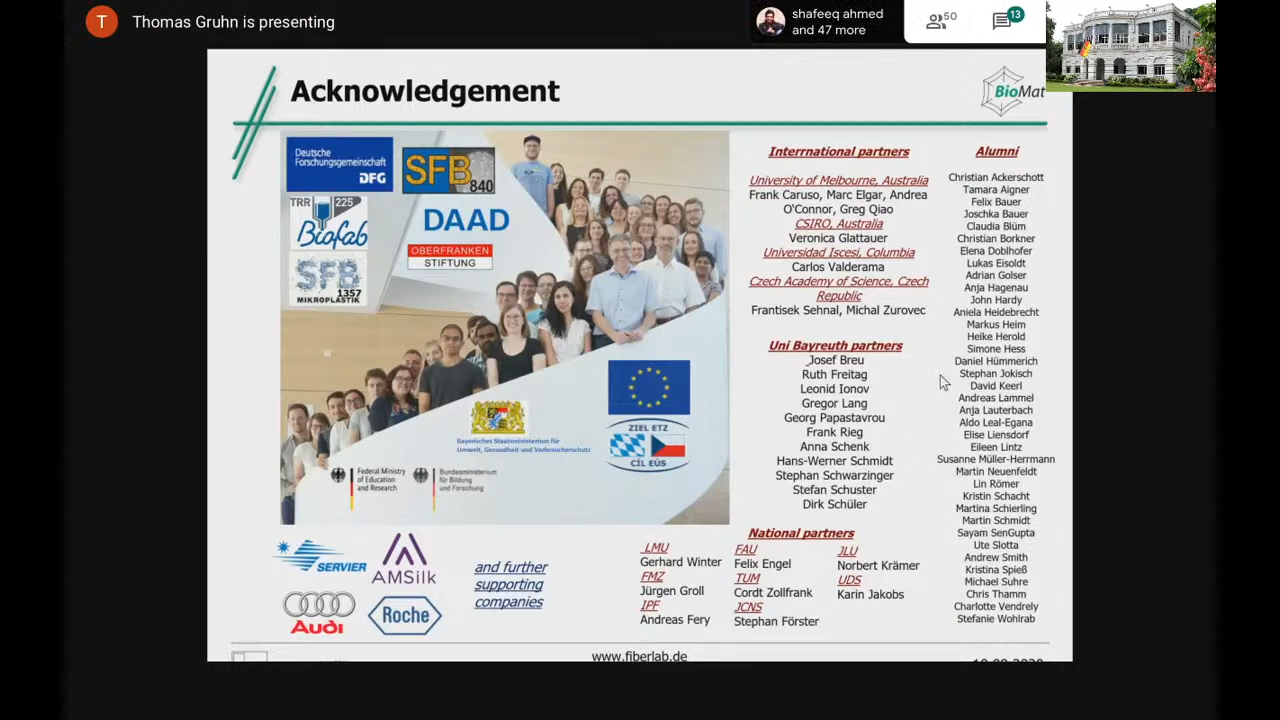 T Thomas Gruhn is presenting
shafeeq ahmed
and 47 more
50
13
Acknowledgement
BioMat
Deutsche
Forschungsgemeinschaft
DFG
SFB
840
TRR 225
Biofab
DAAD
SFB
1357
MIKROPLASTIK
OBERFRANKEN
STIFTUNG
Bayerisches Staatsministerium für
Umwelt, Gesundheit und Verbraucherschutz
ZIEL ETZ
CÍL EÚS
Federal Ministry
of Education
and Research
Bundesministerium
für Bildung
und Forschung
Interrnational partners
University of Melbourne, Australia
Frank Caruso, Marc Elgar, Andrea
O'Connor, Greg Qiao
CSIRO, Australia
Veronica Glattauer
Universidad Iscesi, Columbia
Carlos Valderama
Czech Academy of Science, Czech
Republic
Frantisek Sehnal, Michal Zurovec
Uni Bayreuth partners
Josef Breu
Ruth Freitag
Leonid Ionov
Gregor Lang
Georg Papastavrou
Frank Rieg
Anna Schenk
Hans-Werner Schmidt
Stephan Schwarzinger
Stefan Schuster
Dirk Schüler
Alumni
Christian Ackerschott
Tamara Aigner
Felix Bauer
Joschka Bauer
Claudia Blüm
Christian Borkner
Elena Doblhofer
Lukas Eisoldt
Adrian Golser
Anja Hagenau
John Hardy
Aniela Heidebrecht
Markus Heim
Heike Herold
Simone Hess
Daniel Hümmerich
Stephan Jokisch
David Keerl
Andreas Lammel
Anja Lauterbach
Aldo Leal-Egana
Elise Liensdorf
Eileen Lintz
Susanne Müller-Herrmann
Martin Neuenfeldt
Lin Römer
Kristin Schacht
Martina Schierling
Martin Schmidt
Sayam SenGupta
Ute Slotta
Andrew Smith
Kristina Spieß
Michael Suhre
Chris Thamm
Charlotte Vendrely
Stefanie Wohlrab
SERVIER
AMSilk
Audi
Roche
and further
supporting
companies
National partners
LMU
Gerhard Winter
FMZ
Jürgen Groll
IPF
Andreas Fery
FAU
Felix Engel
TUM
Cordt Zollfrank
JCNS
Stephan Förster
JLU
Norbert Krämer
UDS
Karin Jakobs
www.fiberlab.de